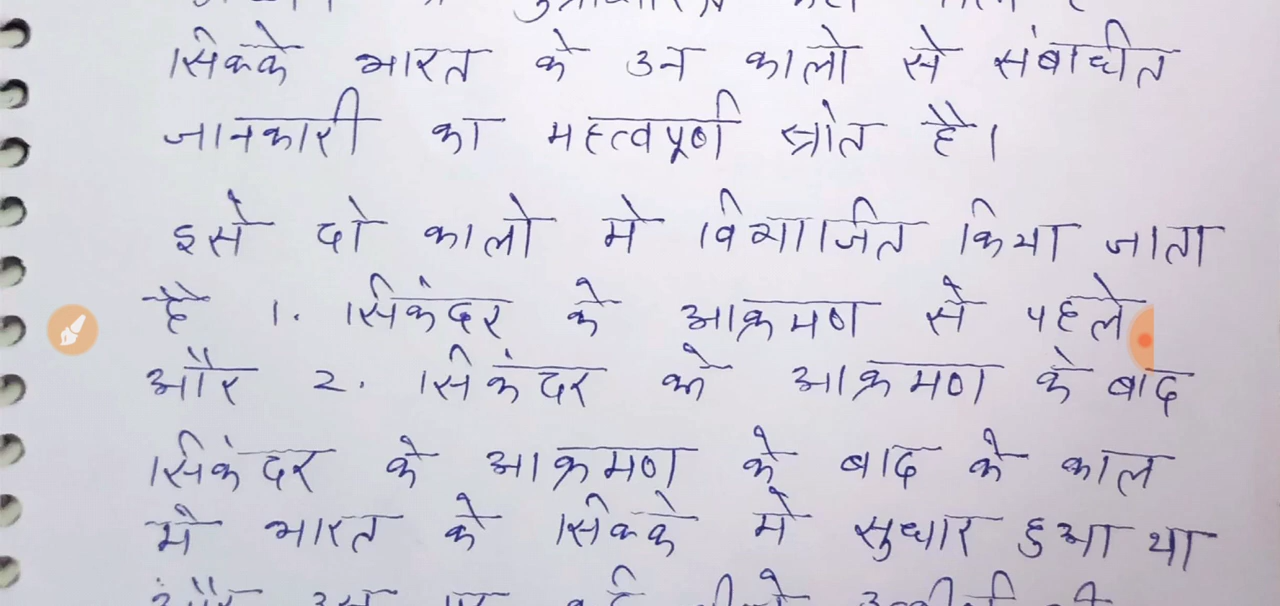 सिक्के भारत के उन कालो से संबाधीत
जानकारी का महत्वपूर्ण स्त्रोत है।
इसे दो कालो मे विभाजित किया जाता
है 1. सिकंदर के आक्रमण से पहले
और 2. सिकंदर के आक्रमण के बाद
सिकंदर के आक्रमण के बाद के काल
मे भारत के सिक्के मे सुधार हुआ था